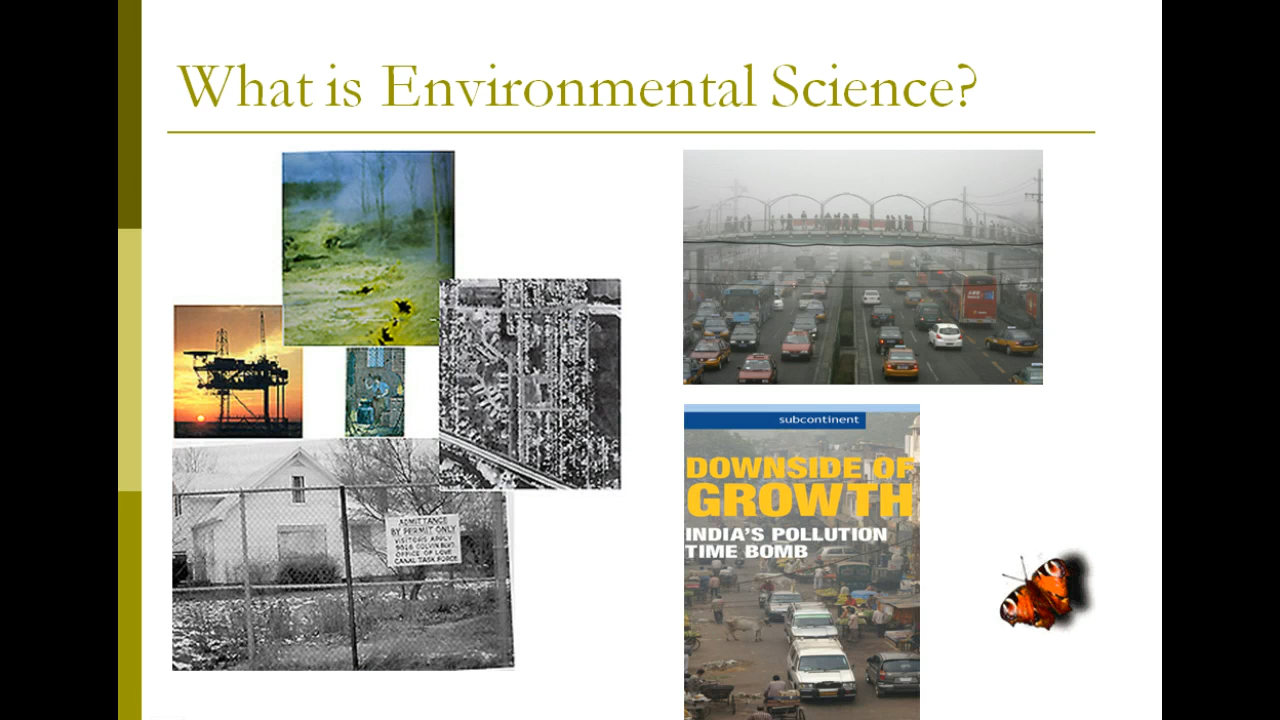 What is Environmental Science?
ADMITTANCE
BY PERMIT ONLY
VISITORS APPLY
9818 COLVIN BLVD.
OFFICE OF LOVE
CANAL TASK FORCE
subcontinent
DOWNSIDE OF
GROWTH
INDIA'S POLLUTION
TIME BOMB